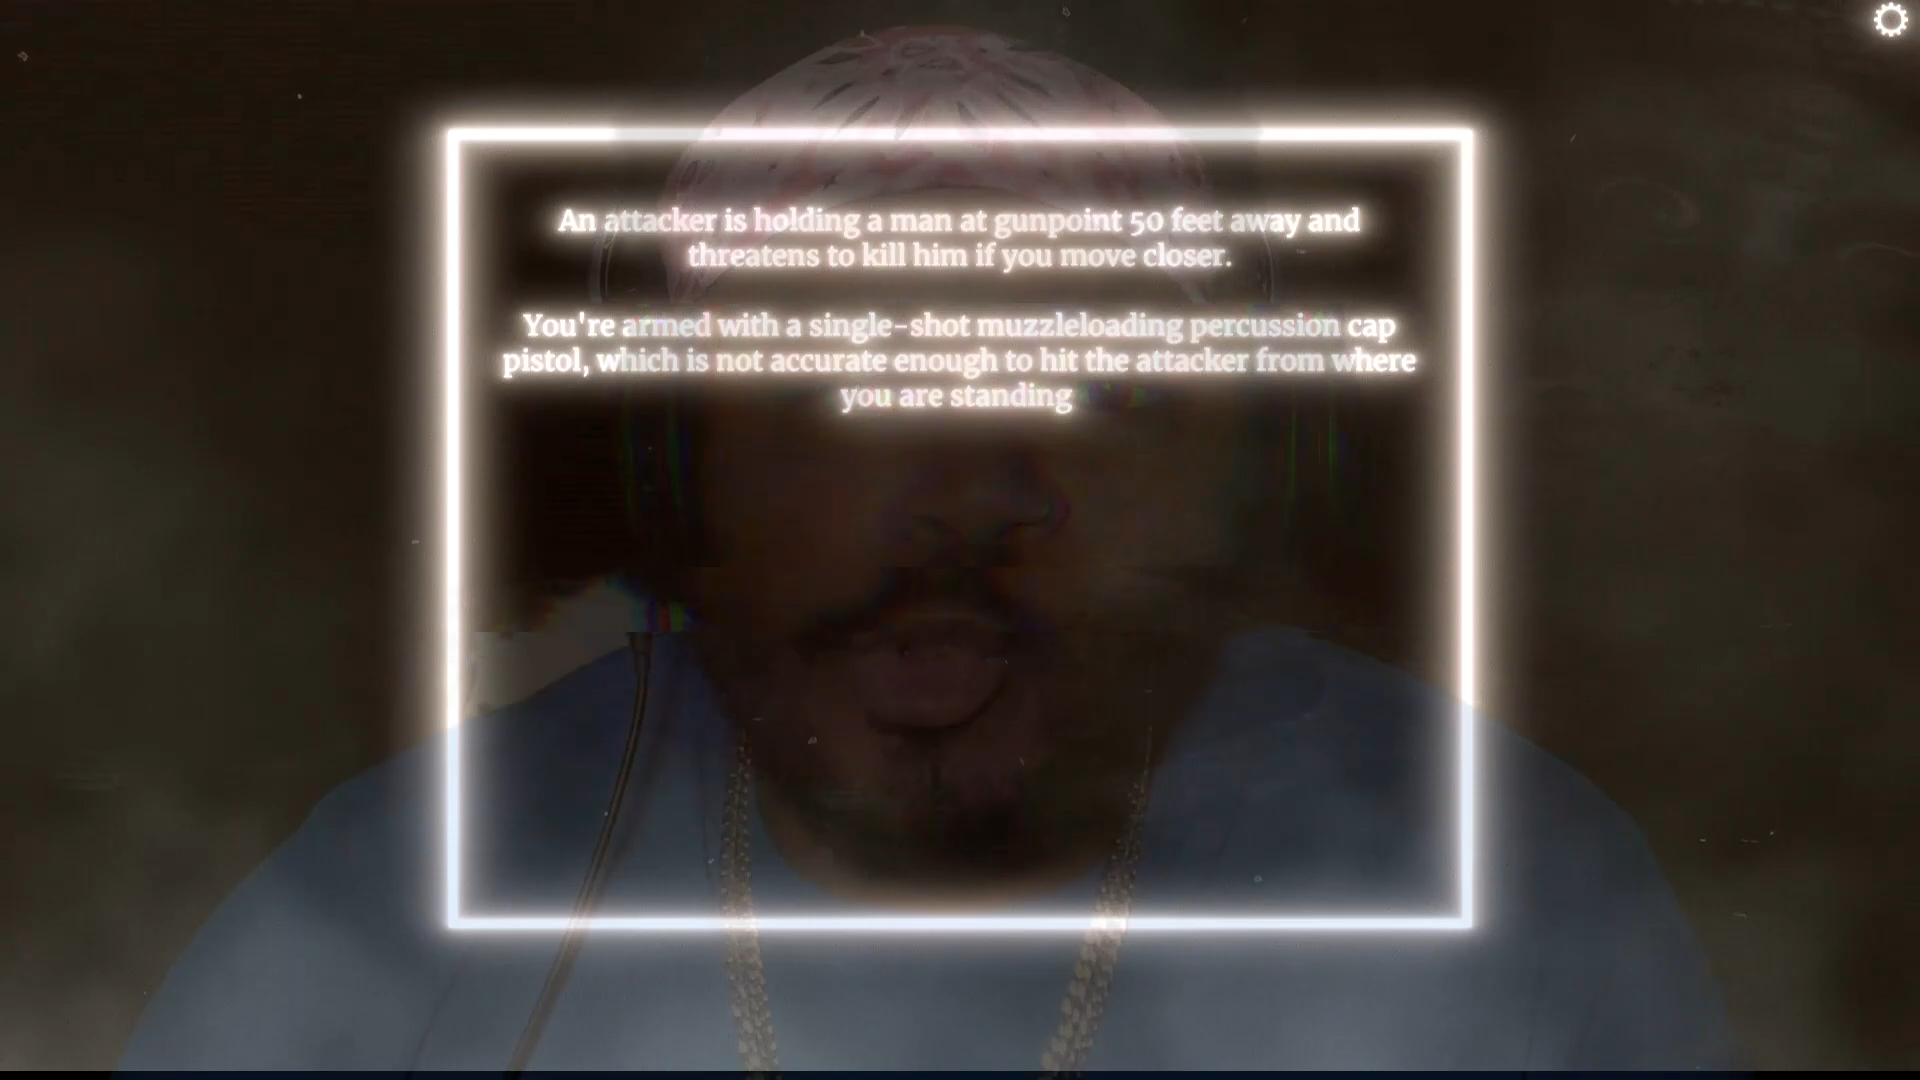 An attacker is holding a man at gunpoint 50 feet away and
threatens to kill him if you move closer.
You're armed with a single-shot muzzleloading percussion cap
pistol, which is not accurate enough to hit the attacker from where
you are standing